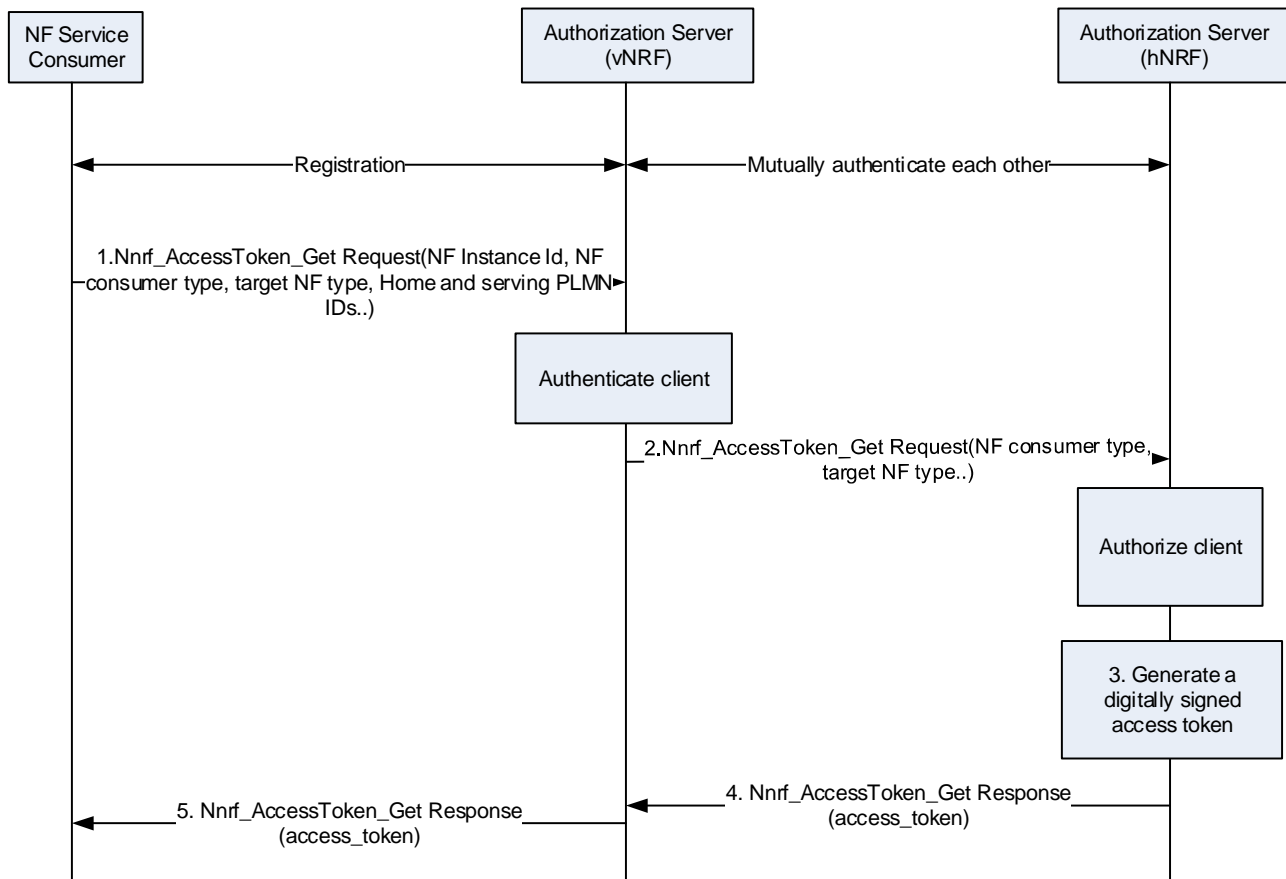 NF Service
Consumer
Authorization Server
(vNRF)
Authorization Server
(hNRF)
Registration
Mutually authenticate each other
1.Nnrf_AccessToken_Get Request(NF Instance Id, NF
consumer type, target NF type, Home and serving PLMN
IDs..)
Authenticate client
2.Nnrf_AccessToken_Get Request(NF consumer type,
target NF type..)
Authorize client
3. Generate a
digitally signed
access token
4. Nnrf_AccessToken_Get Response
(access_token)
5. Nnrf_AccessToken_Get Response
(access_token)